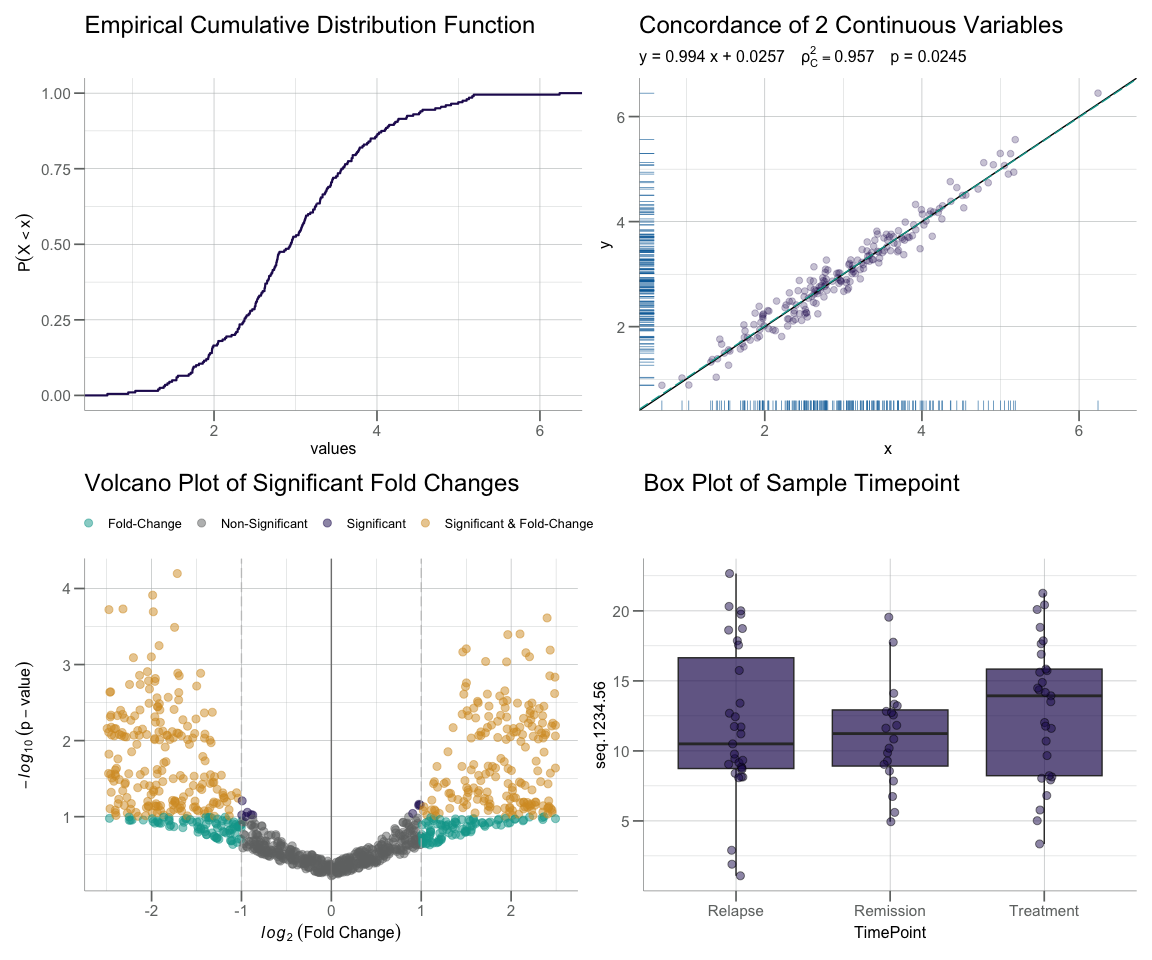 Empirical Cumulative Distribution Function
1.00
0.75
0.50
0.25
0.00
P(X < x)
2 4 6
values
Concordance of 2 Continuous Variables
y = 0.994 x + 0.0257 ρ²_C = 0.957 p = 0.0245
6
4
2
y
2 4 6
x
Volcano Plot of Significant Fold Changes
Fold-Change Non-Significant Significant Significant & Fold-Change
4
3
2
1
− log₁₀ (p − value)
-2 -1 0 1 2
log₂ (Fold Change)
Box Plot of Sample Timepoint
20
15
10
5
seq.1234.56
Relapse Remission Treatment
TimePoint